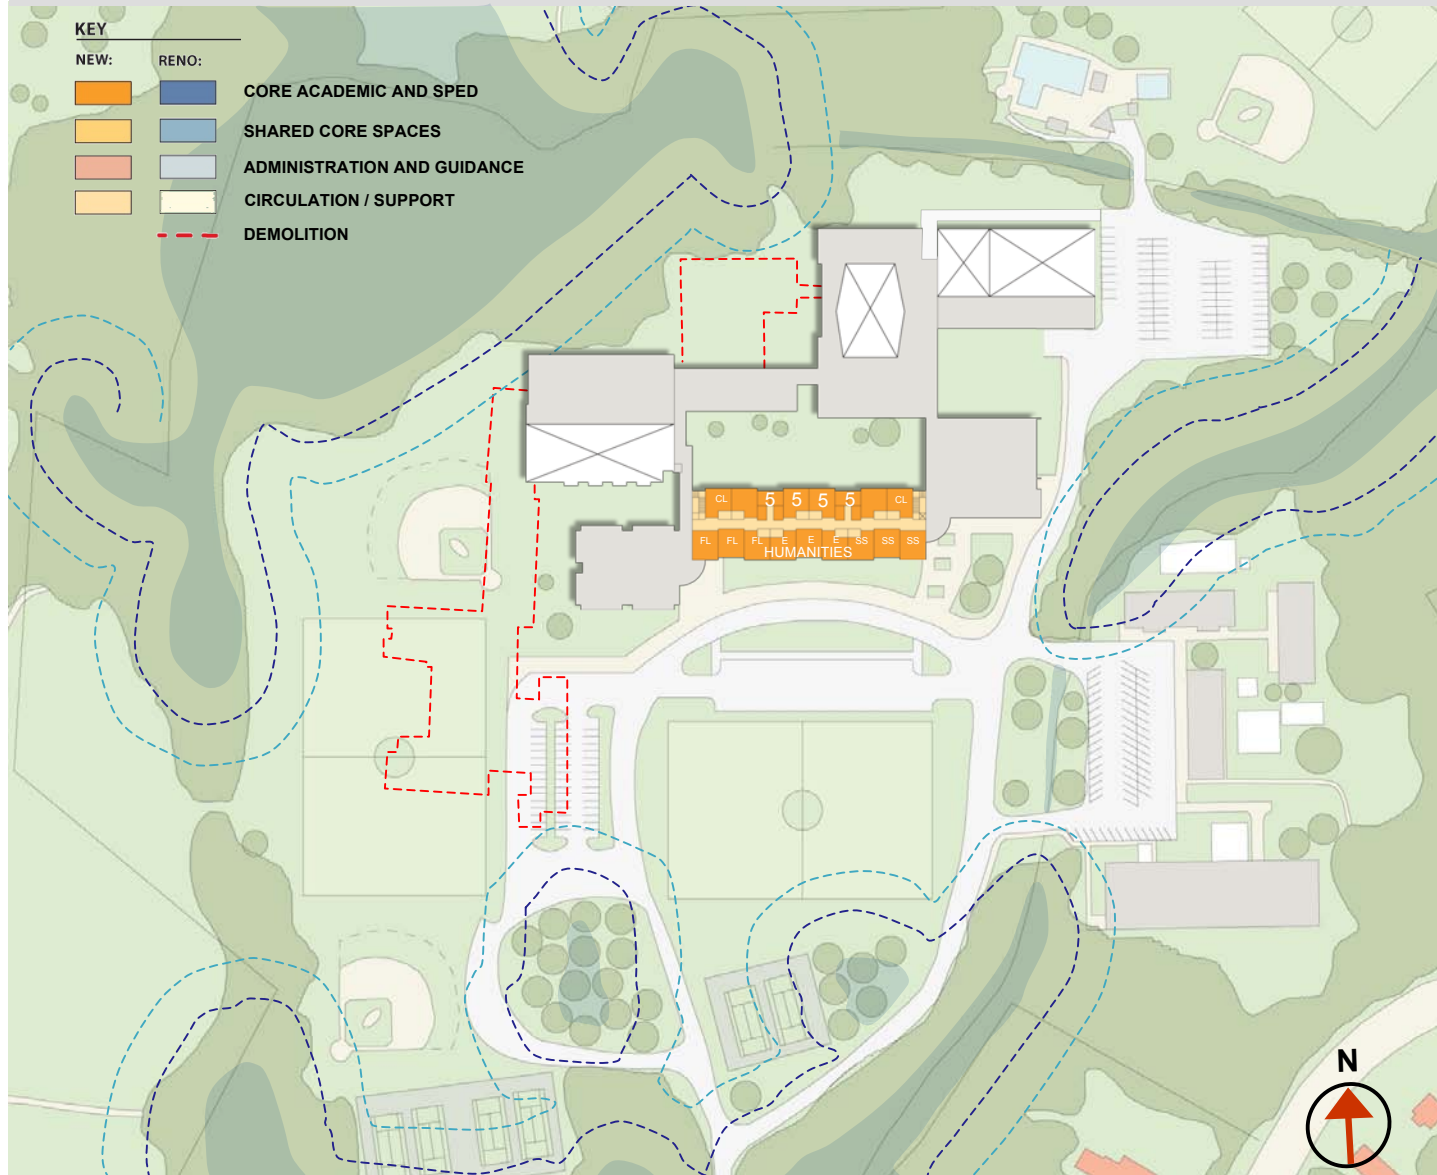 KEY
NEW: RENO:
CORE ACADEMIC AND SPED
SHARED CORE SPACES
ADMINISTRATION AND GUIDANCE
CIRCULATION / SUPPORT
DEMOLITION
CL 5 5 5 5 CL
FL FL FL E E E SS SS SS
HUMANITIES
N